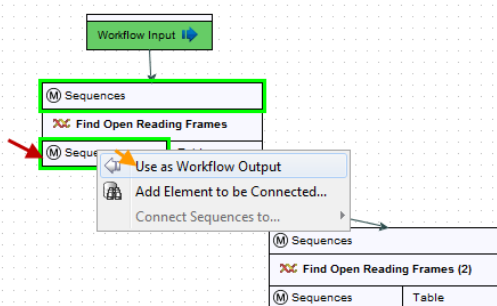 Workflow Input
M Sequences
Find Open Reading Frames
M Seque
Use as Workflow Output
Add Element to be Connected...
Connect Sequences to...
M Sequences
Find Open Reading Frames (2)
M Sequences Table